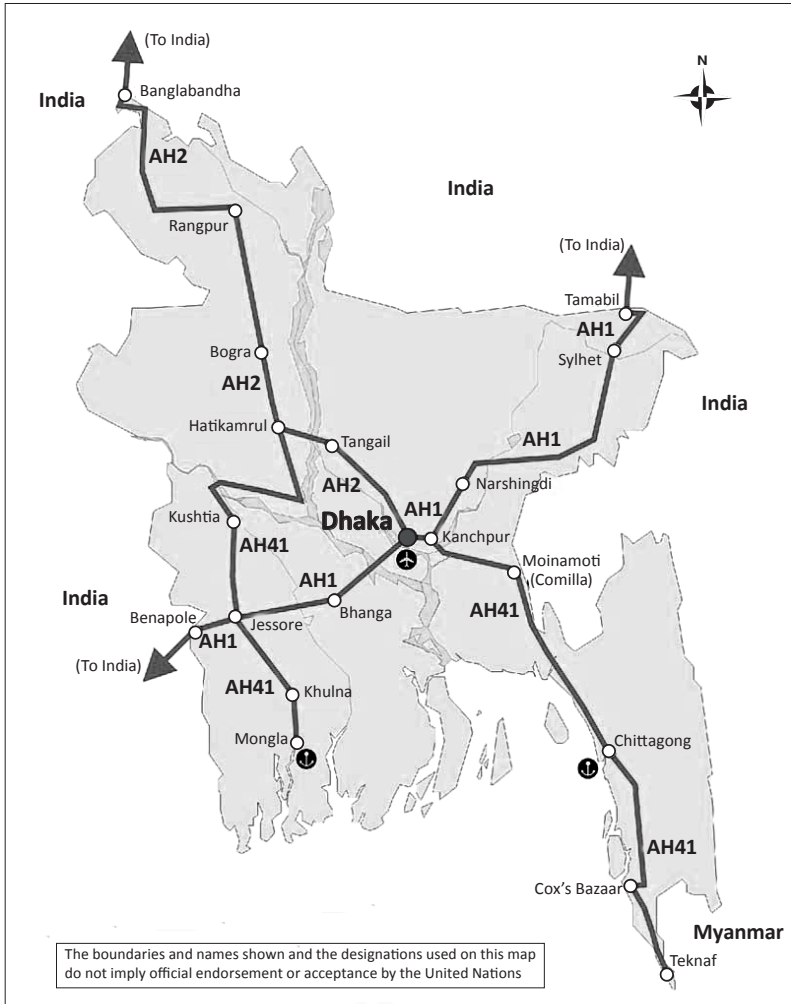 (To India)
Banglabandha
N
India
AH2
India
Rangpur
(To India)
Tamabil
AH1
Sylhet
Bogra
AH2
India
Hatikamrul
Tangail
AH1
AH2
Narshingdi
AH1
Dhaka
Kushtia
Kanchpur
AH41
Moinamoti
(Comilla)
AH1
India
Bhanga
AH41
Benapole
Jessore
AH1
(To India)
AH41
Khulna
Mongla
Chittagong
AH41
Cox's Bazaar
Myanmar
The boundaries and names shown and the designations used on this map
do not imply official endorsement or acceptance by the United Nations
Teknaf